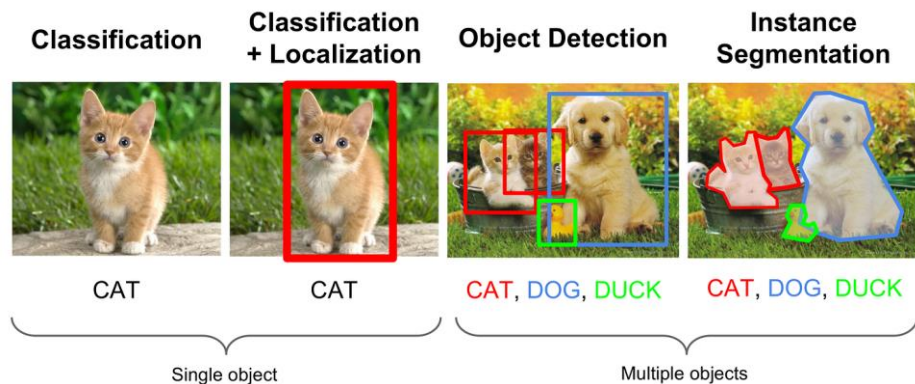 Classification
Classification
+ Localization
Object Detection
Instance
Segmentation
CAT
CAT
CAT, DOG, DUCK
CAT, DOG, DUCK
Single object
Multiple objects